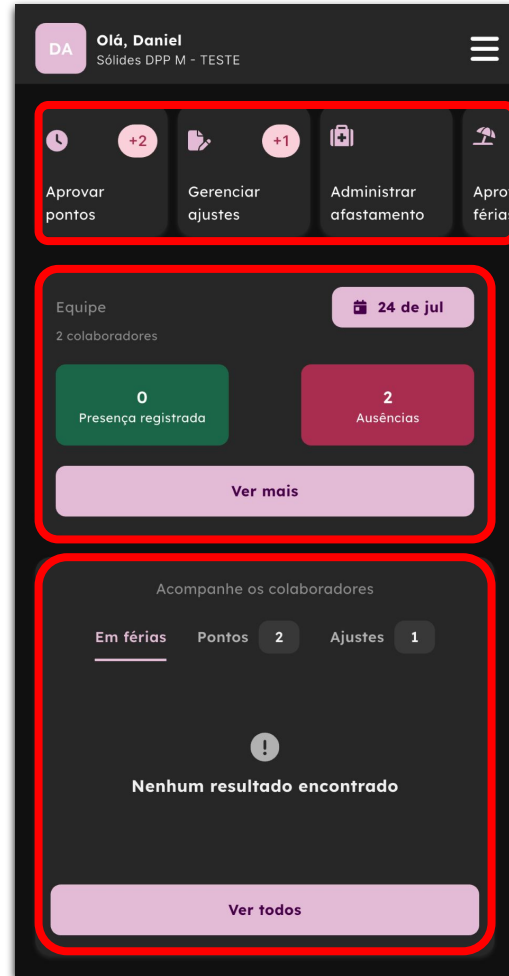 DA
Olá, Daniel
Sólides DPP M - TESTE
+2
+1
Aprovar
pontos
Gerenciar
ajustes
Administrar
afastamento
Equipe
24 de jul
2 colaboradores
0
Presença registrada
2
Ausências
Ver mais
Acompanhe os colaboradores
Em férias
Pontos 2
Ajustes 1
Nenhum resultado encontrado
Ver todos